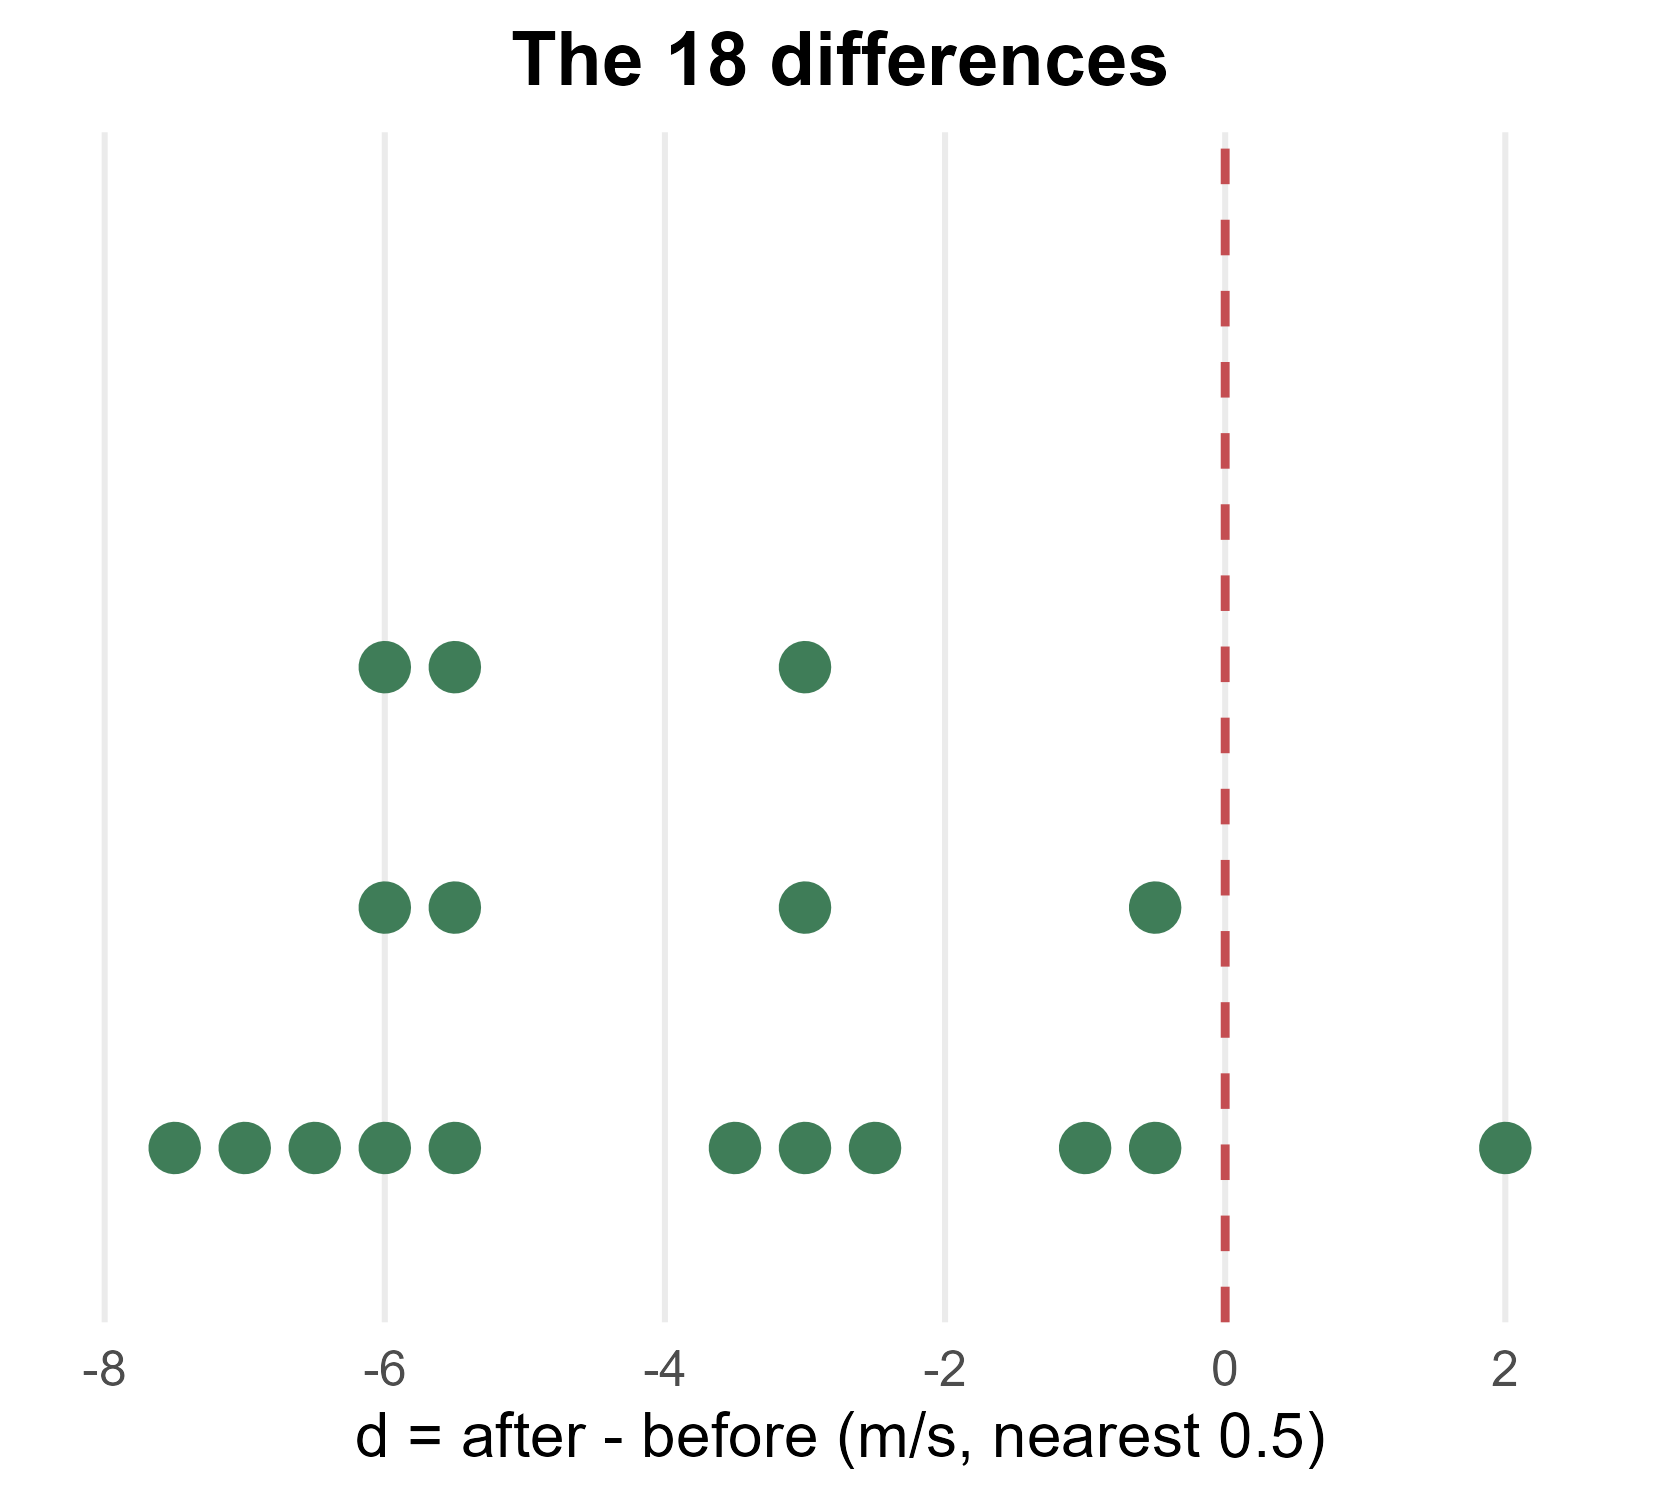 The 18 differences
-8 -6 -4 -2 0 2
d = after - before (m/s, nearest 0.5)